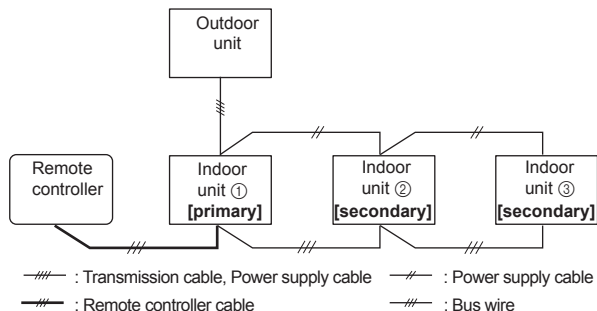 Outdoor
unit
Remote
controller
Indoor
unit ①
[primary]
Indoor
unit ②
[secondary]
Indoor
unit ③
[secondary]
: Transmission cable, Power supply cable
: Power supply cable
: Remote controller cable
: Bus wire